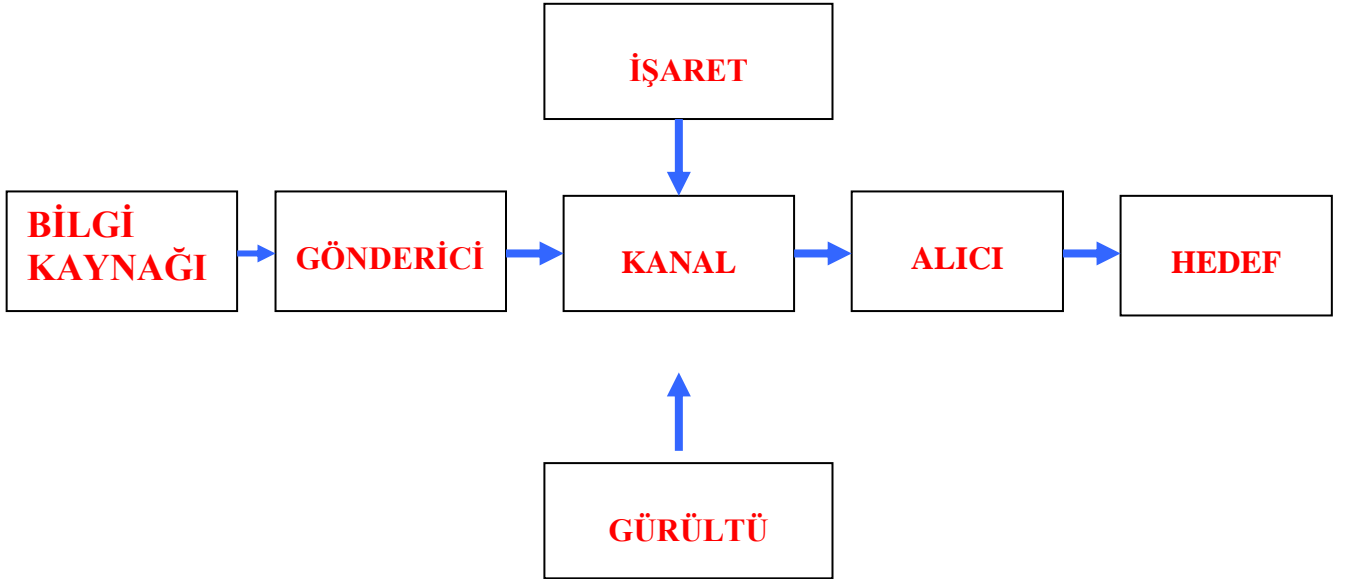 İŞARET
BİLGİ
KAYNAĞI
GÖNDERİCİ
KANAL
ALICI
HEDEF
GÜRÜLTÜ